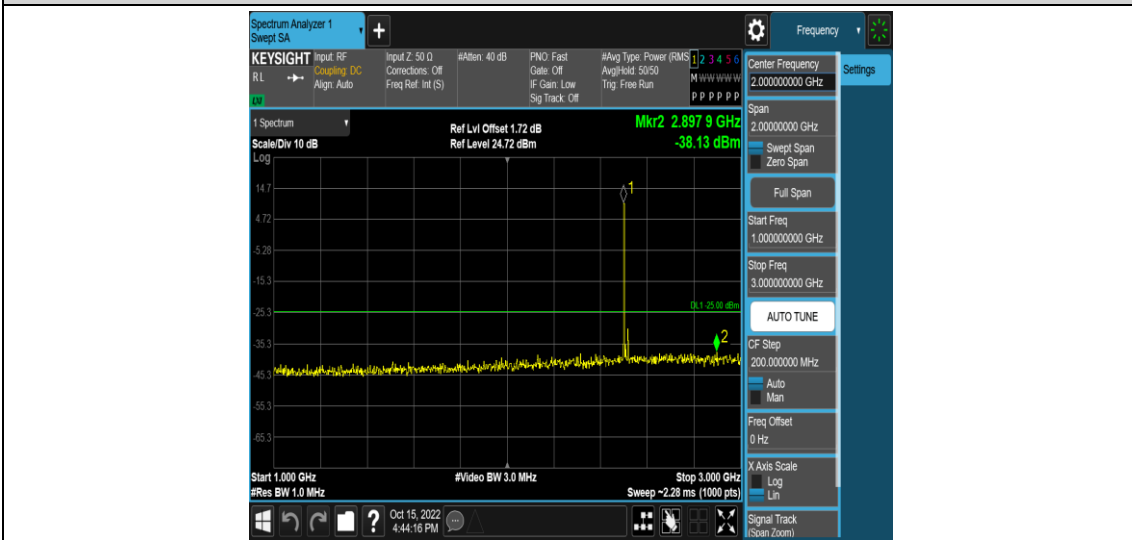 Spectrum Analyzer 1
Swept SA
+
Frequency
KEYSIGHT
RL
LXI
Input: RF
Coupling: DC
Align: Auto
Input Z: 50 Ω
Corrections: Off
Freq Ref: Int (S)
#Atten: 40 dB
PNO: Fast
Gate: Off
IF Gain: Low
Sig Track: Off
#Avg Type: Power (RMS
Avg|Hold: 50/50
Trig: Free Run
1 2 3 4 5 6
M W W W W W
P P P P P P
Center Frequency
2.000000000 GHz
Settings
Span
2.00000000 GHz
Swept Span
Zero Span
Full Span
Start Freq
1.000000000 GHz
Stop Freq
3.000000000 GHz
AUTO TUNE
CF Step
200.000000 MHz
Auto
Man
Freq Offset
0 Hz
X Axis Scale
Log
Lin
Signal Track
(Span Zoom)
1 Spectrum
Scale/Div 10 dB
Log
Ref Lvl Offset 1.72 dB
Ref Level 24.72 dBm
Mkr2 2.897 9 GHz
-38.13 dBm
14.7
4.72
-5.28
-15.3
-25.3
-35.3
-45.3
-55.3
-65.3
1
DL1 -25.00 dBm
2
Start 1.000 GHz
#Res BW 1.0 MHz
#Video BW 3.0 MHz
Stop 3.000 GHz
Sweep ~2.28 ms (1000 pts)
?
Oct 15, 2022
4:44:16 PM